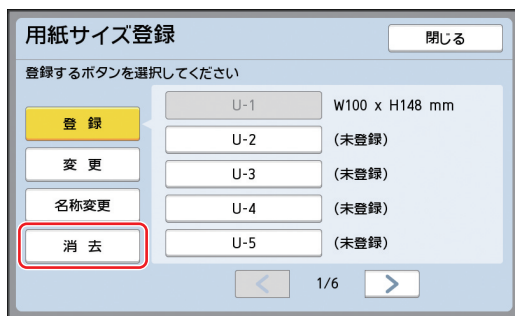 用紙サイズ登録
閉じる
登録するボタンを選択してください
登 録
変 更
名称変更
消 去
U-1 W100 x H148 mm
U-2 (未登録)
U-3 (未登録)
U-4 (未登録)
U-5 (未登録)
< 1/6 >